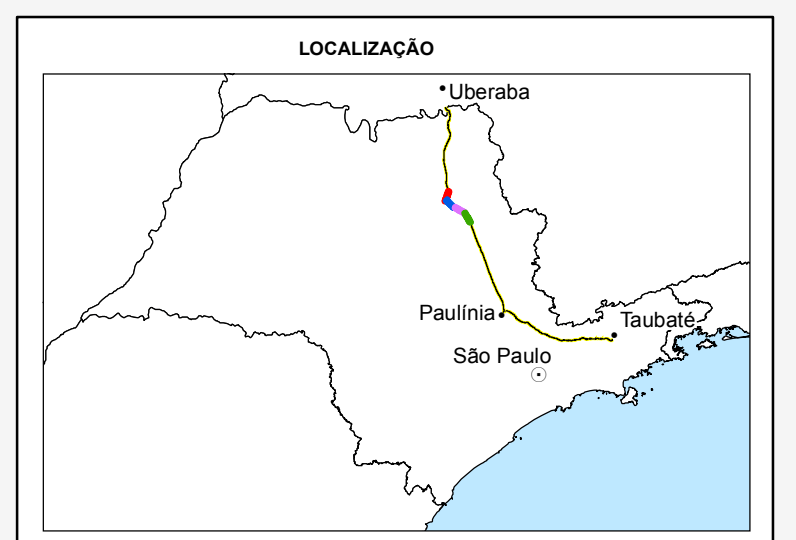 LOCALIZAÇÃO
Uberaba
Paulínia
Taubaté
São Paulo